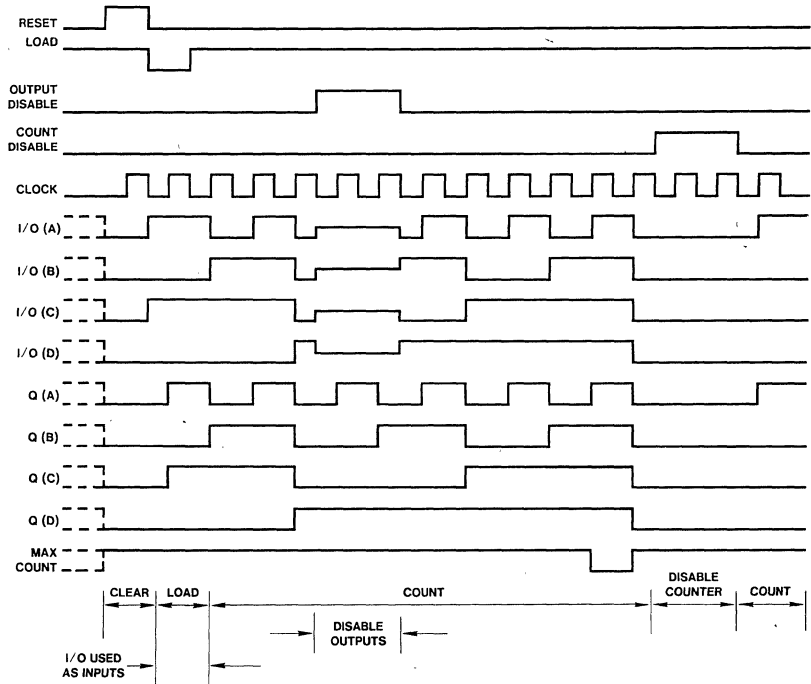 RESET
LOAD
OUTPUT
DISABLE
COUNT
DISABLE
CLOCK
I/O (A)
I/O (B)
I/O (C)
I/O (D)
Q (A)
Q (B)
Q (C)
Q (D)
MAX
COUNT
CLEAR
LOAD
COUNT
DISABLE
COUNTER
COUNT
DISABLE
OUTPUTS
I/O USED
AS INPUTS